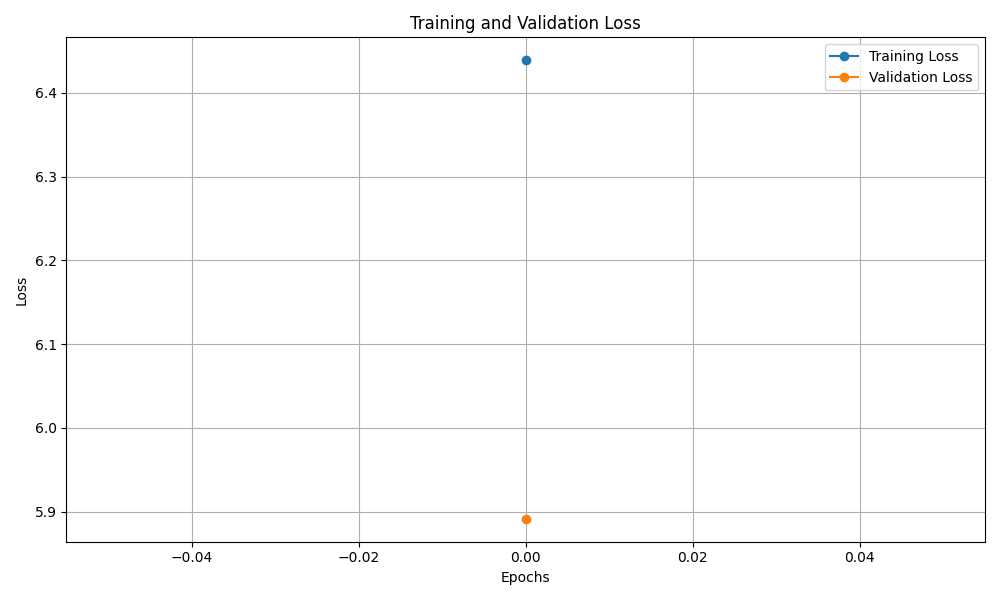 Training and Validation Loss
Training Loss
Validation Loss
6.4
6.3
6.2
6.1
6.0
5.9
Loss
−0.04
−0.02
0.00
0.02
0.04
Epochs